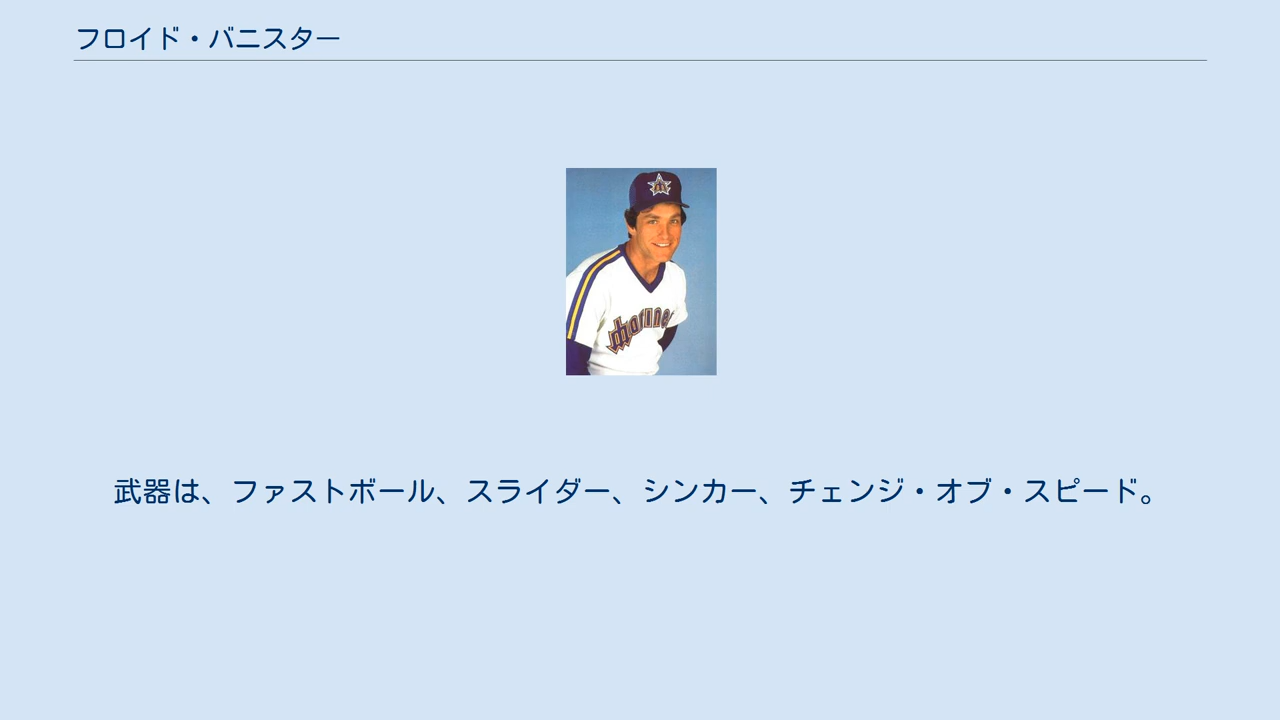 フロイド・バニスター
mariner
武器は、ファストボール、スライダー、シンカー、チェンジ・オブ・スピード。